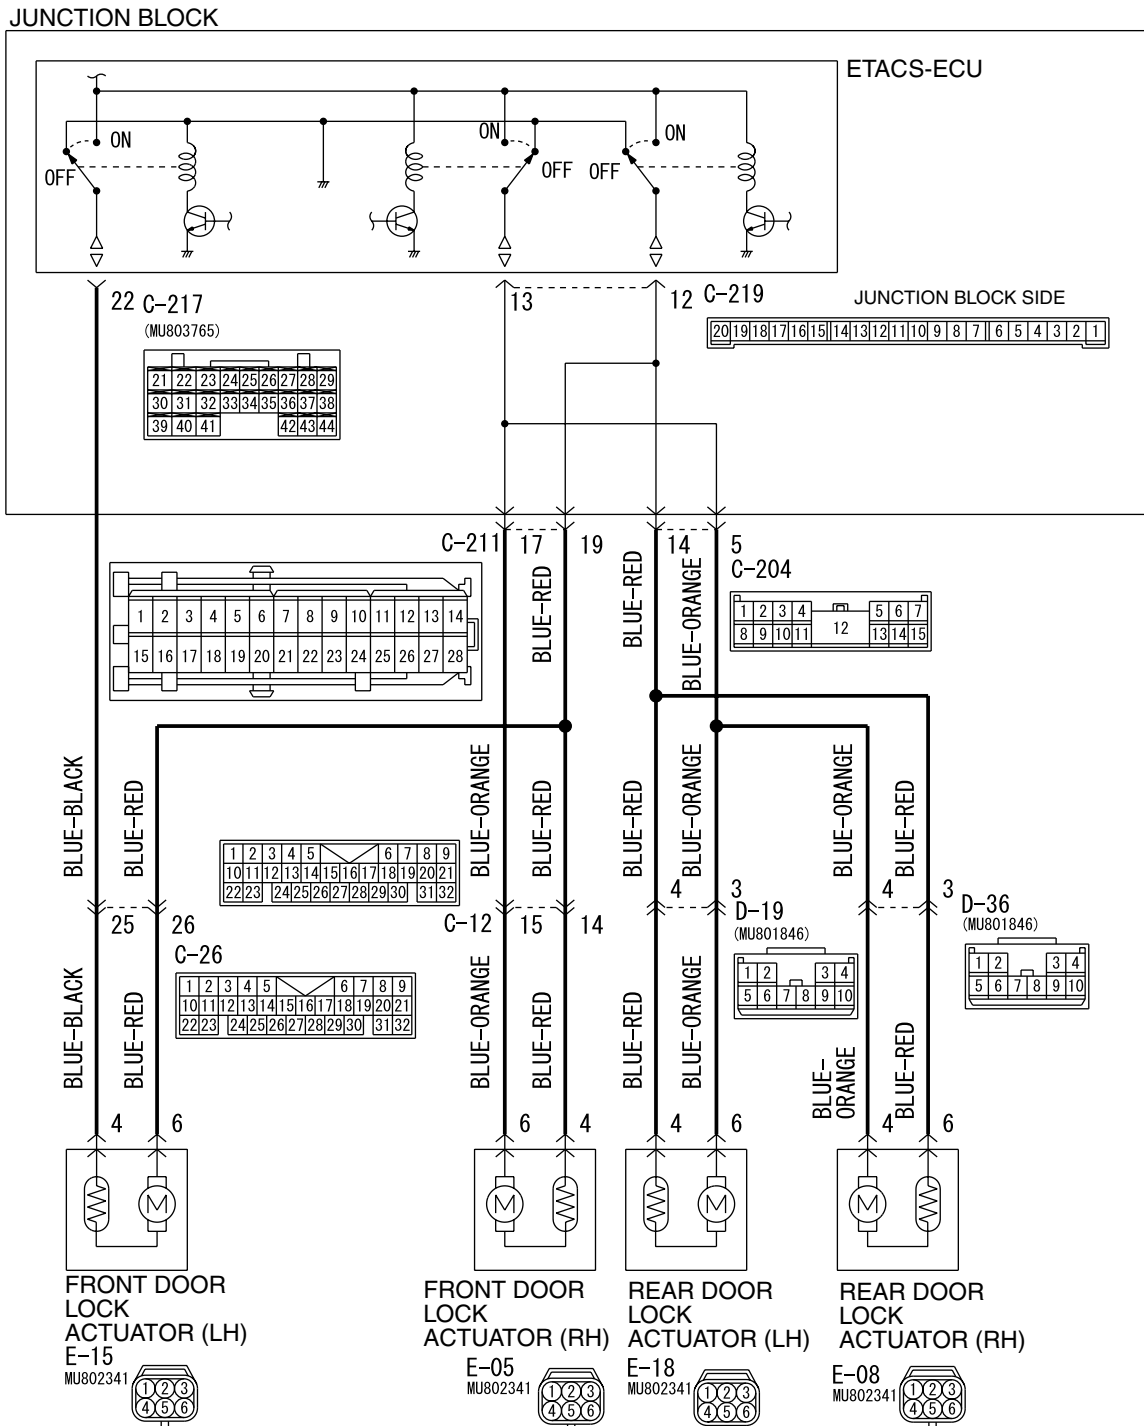 JUNCTION BLOCK
ETACS-ECU
ON
OFF
ON
OFF
ON
OFF
22 C-217
(MU803765)
13
12 C-219
JUNCTION BLOCK SIDE
20 19 18 17 16 15 14 13 12 11 10 9 8 7 6 5 4 3 2 1
21 22 23 24 25 26 27 28 29
30 31 32 33 34 35 36 37 38
39 40 41 42 43 44
C-211 17 19 14 5
C-204
BLUE-RED
BLUE-RED
BLUE-ORANGE
1 2 3 4 5 6 7 8 9 10 11 12 13 14
15 16 17 18 19 20 21 22 23 24 25 26 27 28
1 2 3 4 5 6 7
8 9 10 11 12 13 14 15
BLUE-BLACK
BLUE-RED
BLUE-ORANGE
BLUE-RED
BLUE-RED
BLUE-ORANGE
BLUE-ORANGE
BLUE-RED
1 2 3 4 5 6 7 8 9
10 11 12 13 14 15 16 17 18 19 20 21
22 23 24 25 26 27 28 29 30 31 32
25 26
C-26
C-12 15 14
4 3
D-19
(MU801846)
4 3
D-36
(MU801846)
1 2 3 4 5 6 7 8 9
10 11 12 13 14 15 16 17 18 19 20 21
22 23 24 25 26 27 28 29 30 31 32
1 2 3 4
5 6 7 8 9 10
1 2 3 4
5 6 7 8 9 10
BLUE-BLACK
BLUE-RED
BLUE-ORANGE
BLUE-RED
BLUE-RED
BLUE-ORANGE
BLUE-
ORANGE
BLUE-RED
4 6
6 4
4 6
4 6
M
M
M
M
FRONT DOOR
LOCK
ACTUATOR (LH)
E-15
MU802341
1 2 3
4 5 6
FRONT DOOR
LOCK
ACTUATOR (RH)
E-05
MU802341
1 2 3
4 5 6
REAR DOOR
LOCK
ACTUATOR (LH)
E-18
MU802341
1 2 3
4 5 6
REAR DOOR
LOCK
ACTUATOR (RH)
E-08
MU802341
1 2 3
4 5 6